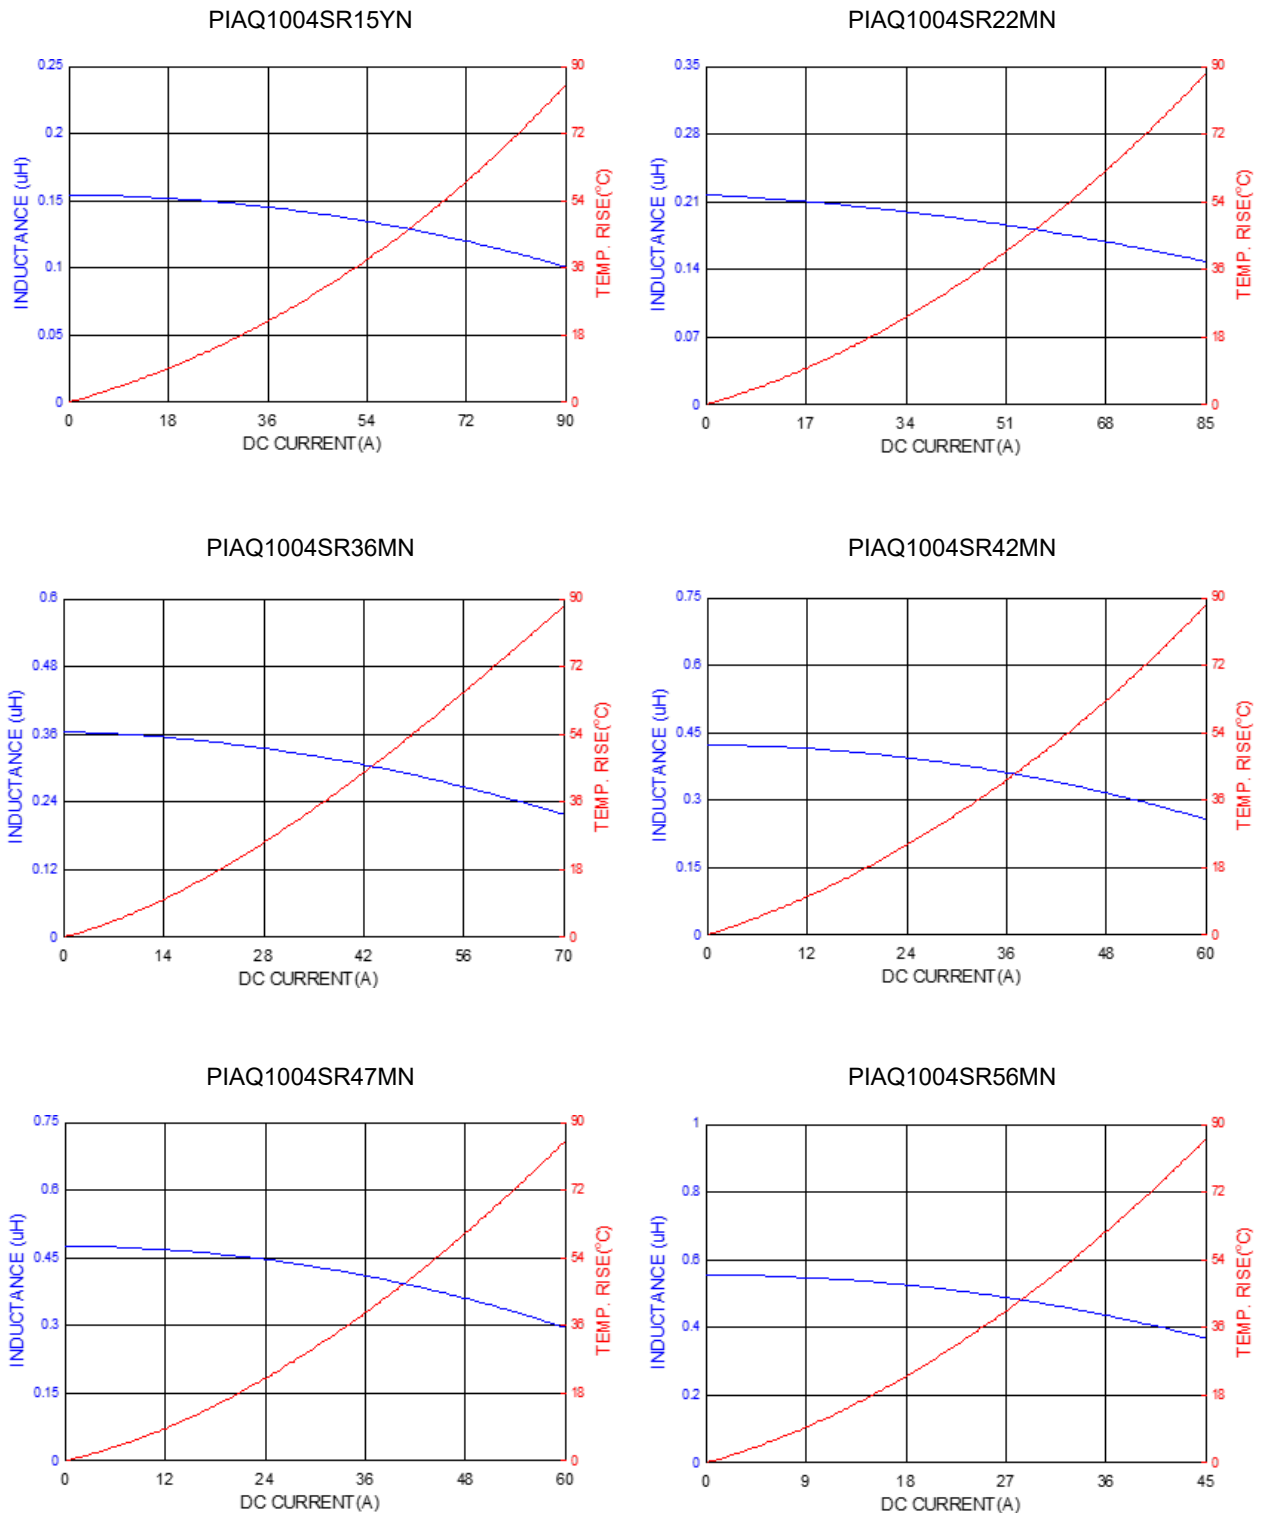 PIAQ1004SR15YN
0.25
0.2
0.15
0.1
0.05
0
INDUCTANCE (uH)
90
72
54
36
18
0
TEMP. RISE(°C)
0 18 36 54 72 90
DC CURRENT(A)
PIAQ1004SR22MN
0.35
0.28
0.21
0.14
0.07
0
INDUCTANCE (uH)
90
72
54
36
18
0
TEMP. RISE(°C)
0 17 34 51 68 85
DC CURRENT(A)
PIAQ1004SR36MN
0.6
0.48
0.36
0.24
0.12
0
INDUCTANCE (uH)
90
72
54
36
18
0
TEMP. RISE(°C)
0 14 28 42 56 70
DC CURRENT(A)
PIAQ1004SR42MN
0.75
0.6
0.45
0.3
0.15
0
INDUCTANCE (uH)
90
72
54
36
18
0
TEMP. RISE(°C)
0 12 24 36 48 60
DC CURRENT(A)
PIAQ1004SR47MN
0.75
0.6
0.45
0.3
0.15
0
INDUCTANCE (uH)
90
72
54
36
18
0
TEMP. RISE(°C)
0 12 24 36 48 60
DC CURRENT(A)
PIAQ1004SR56MN
1
0.8
0.6
0.4
0.2
0
INDUCTANCE (uH)
90
72
54
36
18
0
TEMP. RISE(°C)
0 9 18 27 36 45
DC CURRENT(A)